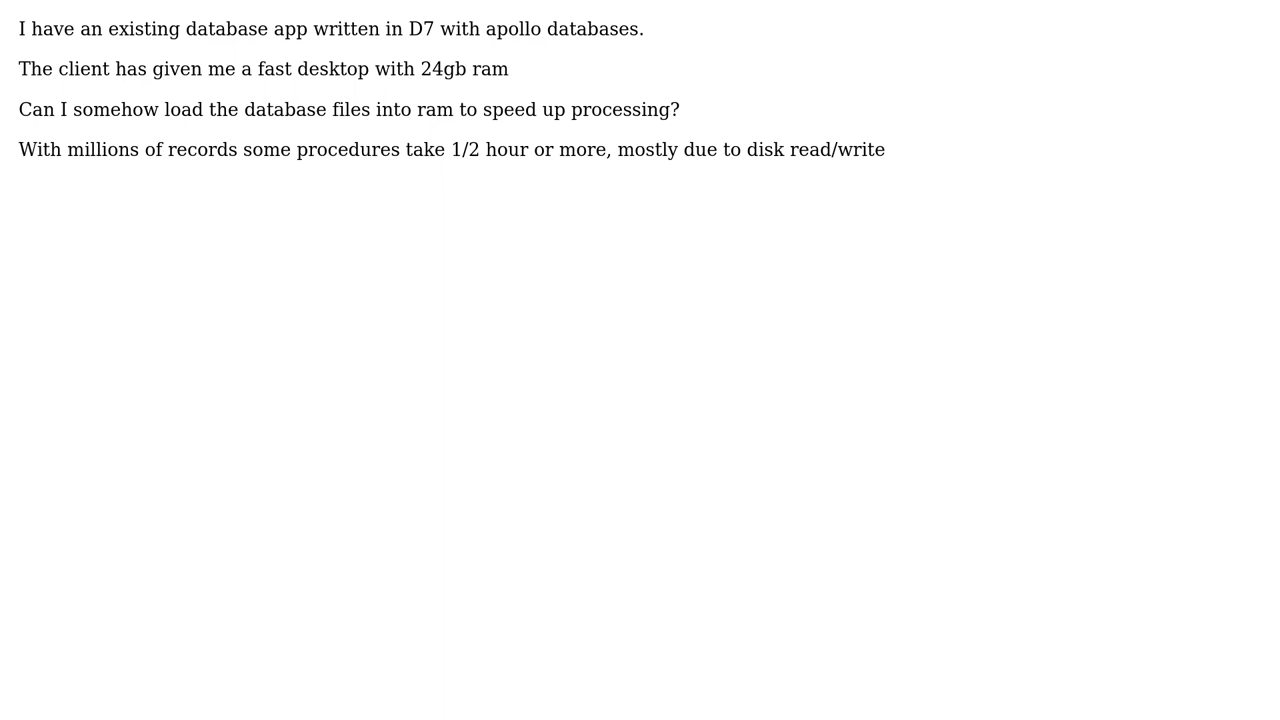 I have an existing database app written in D7 with apollo databases.
The client has given me a fast desktop with 24gb ram
Can I somehow load the database files into ram to speed up processing?
With millions of records some procedures take 1/2 hour or more, mostly due to disk read/write